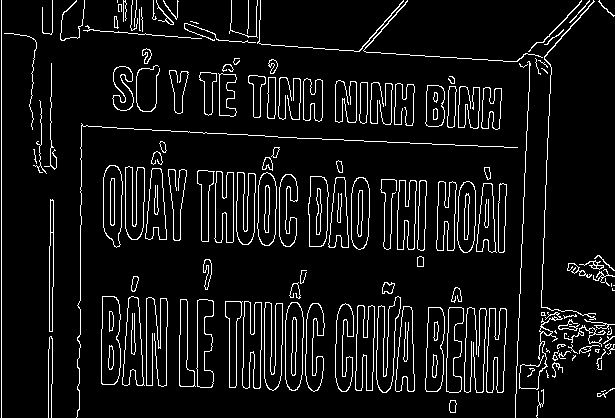 SỞ Y TẾ TỈNH NINH BÌNH
QUẦY THUỐC ĐÀO THỊ HOÀI
BÁN LẺ THUỐC CHỮA BỆNH